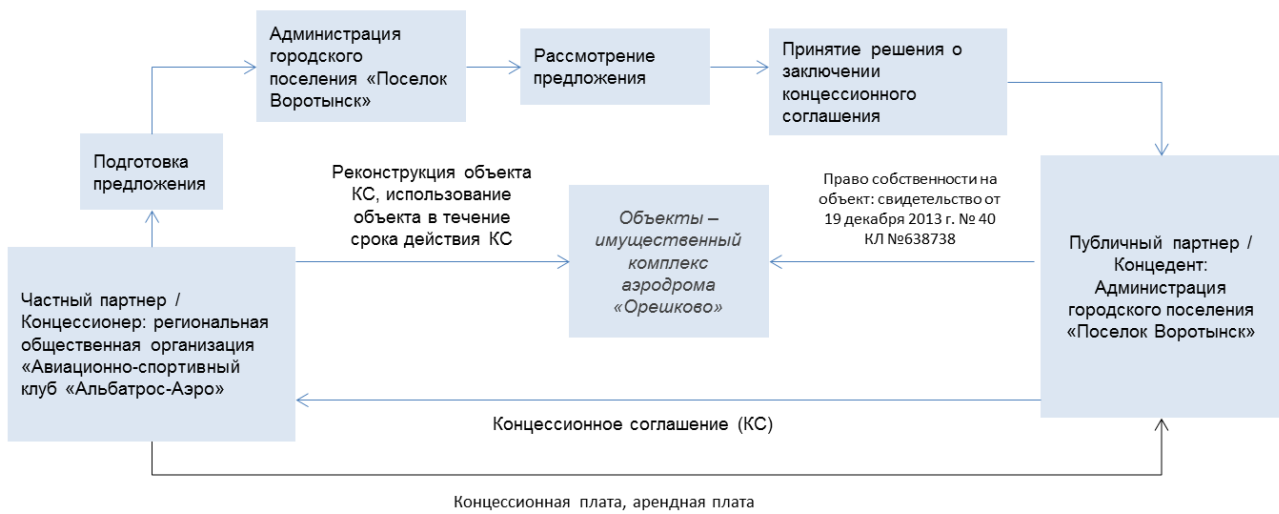 Администрация
городского
поселения «Поселок
Воротынск»
Рассмотрение
предложения
Принятие решения о
заключении
концессионного
соглашения
Подготовка
предложения
Реконструкция объекта
КС, использование
объекта в течение
срока действия КС
Объекты –
имущественный
комплекс
аэродрома
«Орешково»
Право собственности на
объект: свидетельство от
19 декабря 2013 г. № 40
КЛ №638738
Публичный партнер /
Концедент:
Администрация
городского поселения
«Поселок Воротынск»
Частный партнер /
Концессионер: региональная
общественная организация
«Авиационно-спортивный
клуб «Альбатрос-Аэро»
Концессионное соглашение (КС)
Концессионная плата, арендная плата